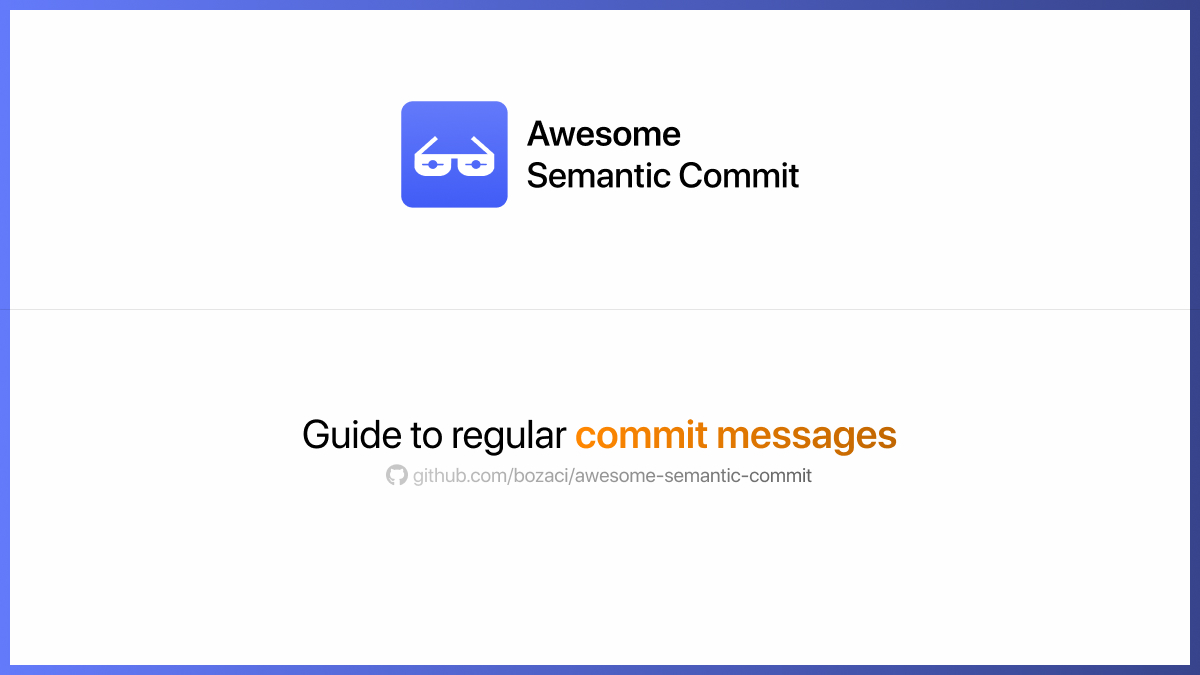 Awesome
Semantic Commit
Guide to regular commit messages
github.com/bozaci/awesome-semantic-commit